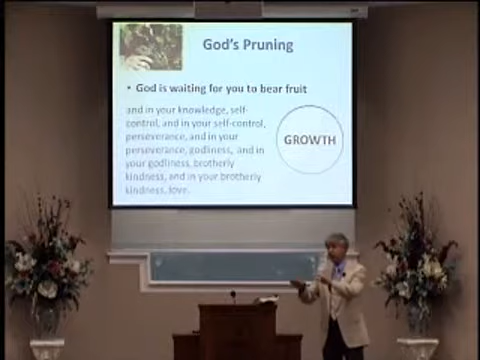 God's Pruning
• God is waiting for you to bear fruit
and in your knowledge, self-
control, and in your self-control,
perseverance, and in your
perseverance, godliness, and in
your godliness, brotherly
kindness, and in your brotherly
kindness, love.
GROWTH